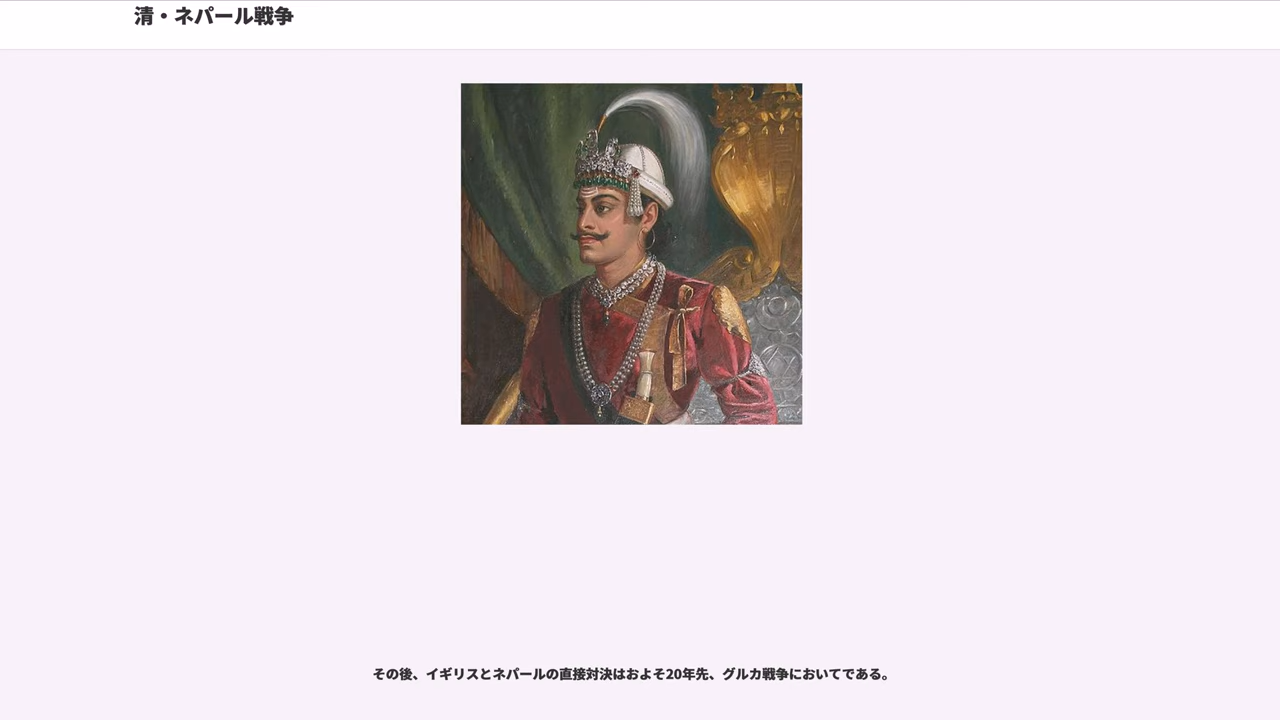 清・ネパール戦争
その後、イギリスとネパールの直接対決はおよそ20年先、グルカ戦争においてである。